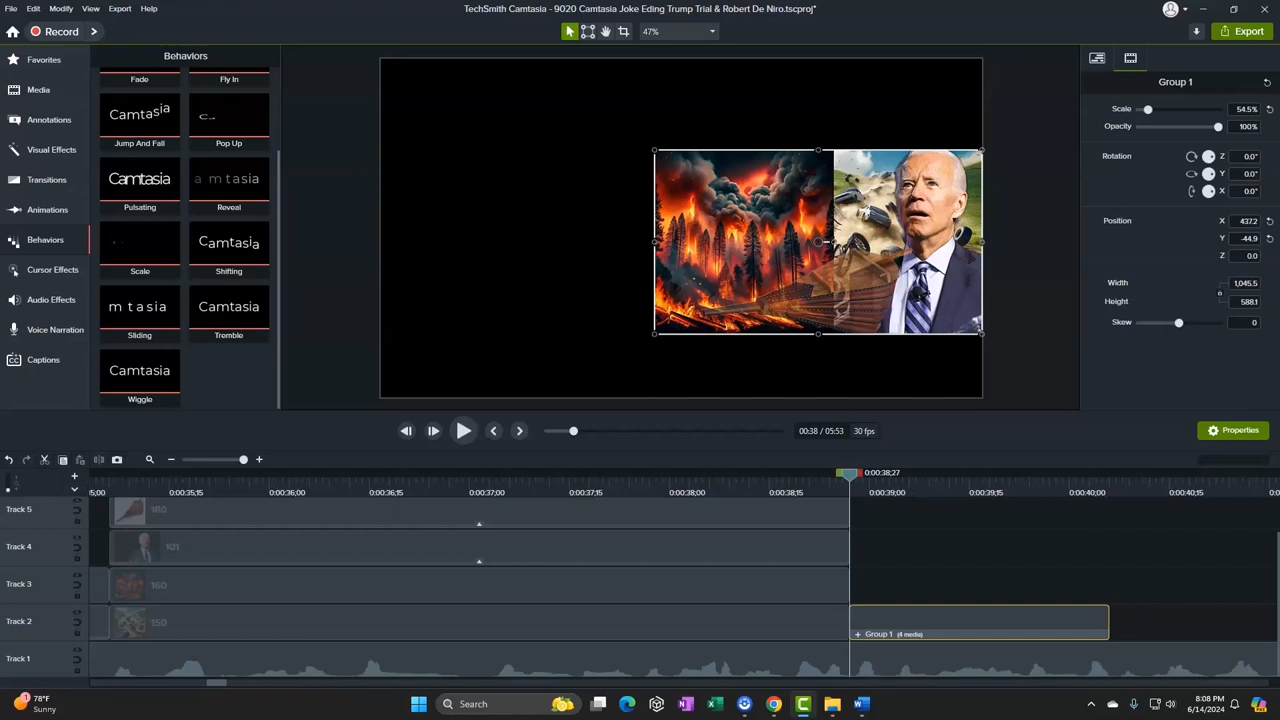 TechSmith Camtasia - 9020 Camtasia Joke Eding Trump Trial & Robert De Niro.tscproj*
File Edit Modify View Export Help
Record
47%
Export
Favorites
Media
Annotations
Visual Effects
Transitions
Animations
Behaviors
Cursor Effects
Audio Effects
Voice Narration
Captions
Behaviors
Fade Fly In
Camtasia
Jump And Fall Pop Up
Camtasia a m t a s i a
Pulsating Reveal
Camtasia
Scale Shifting
m t a s i a Camtasia
Sliding Tremble
Camtasia
Wiggle
Group 1
Scale 54.5%
Opacity 100%
Rotation Z 0.0°
Y 0.0°
X 0.0°
Position X 437.2
Y -44.9
Z 0.0
Width 1,045.5
Height 588.1
Skew 0
00:38 / 05:53 30 fps
Properties
0:00:38;27
35;00 0:00:35;15 0:00:36;00 0:00:36;15 0:00:37;00 0:00:37;15 0:00:38;00 0:00:38;15 0:00:39;00 0:00:39;15 0:00:40;00 0:00:40;15 0:00
Track 5 160
Track 4 101
Track 3 160
Track 2 150
+ Group 1 (4 media)
Track 1
78°F
Sunny
Search
8:08 PM
6/14/2024